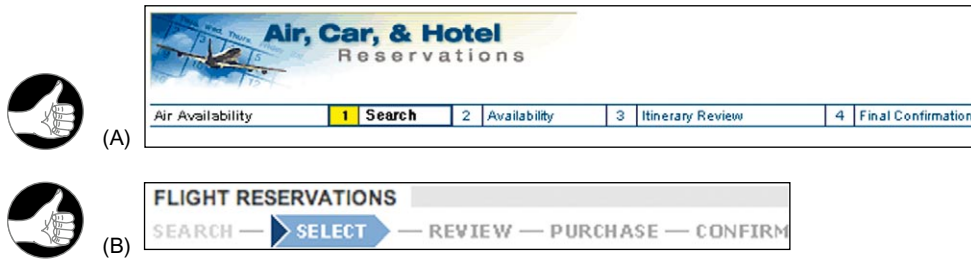 Air, Car, & Hotel
Reservations
Air Availability 1 Search 2 Availability 3 Itinerary Review 4 Final Confirmation
(A)
FLIGHT RESERVATIONS
SEARCH — SELECT — REVIEW — PURCHASE — CONFIRM
(B)